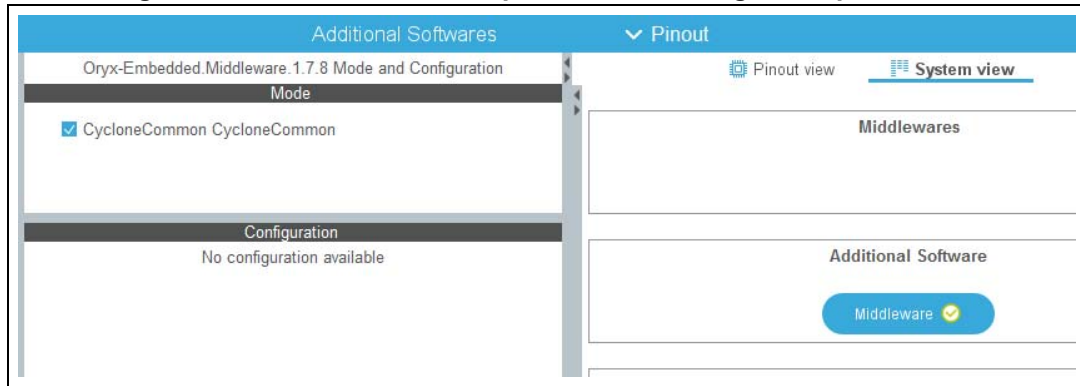 Additional Softwares
Oryx-Embedded.Middleware.1.7.8 Mode and Configuration
Mode
CycloneCommon CycloneCommon
Configuration
No configuration available
Pinout
Pinout view
System view
Middlewares
Additional Software
Middleware